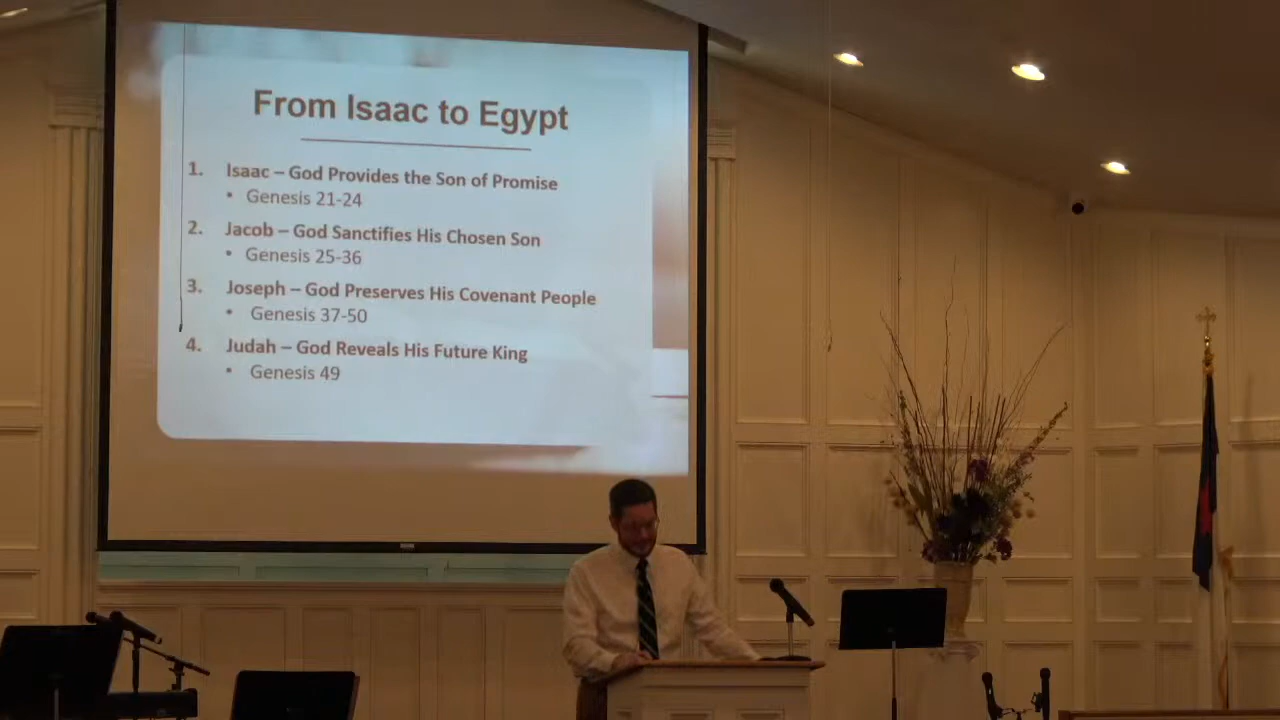 From Isaac to Egypt
1. Isaac – God Provides the Son of Promise
• Genesis 21-24
2. Jacob – God Sanctifies His Chosen Son
• Genesis 25-36
3. Joseph – God Preserves His Covenant People
• Genesis 37-50
4. Judah – God Reveals His Future King
• Genesis 49